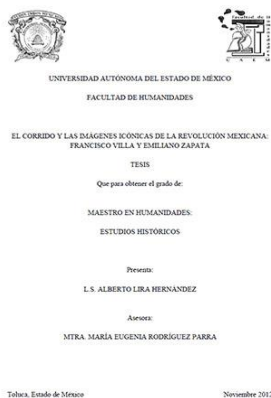 UNIVERSIDAD AUTÓNOMA DEL ESTADO DE MÉXICO
FACULTAD DE HUMANIDADES
EL CORRIDO Y LAS IMÁGENES ICÓNICAS DE LA REVOLUCIÓN MEXICANA:
FRANCISCO VILLA Y EMILIANO ZAPATA
TESIS
Que para obtener el grado de:
MAESTRO EN HUMANIDADES:
ESTUDIOS HISTÓRICOS
Presenta:
L.S. ALBERTO LIRA HERNÁNDEZ
Asesora:
MTRA. MARÍA EUGENIA RODRÍGUEZ PARRA
Toluca, Estado de México Noviembre 2012